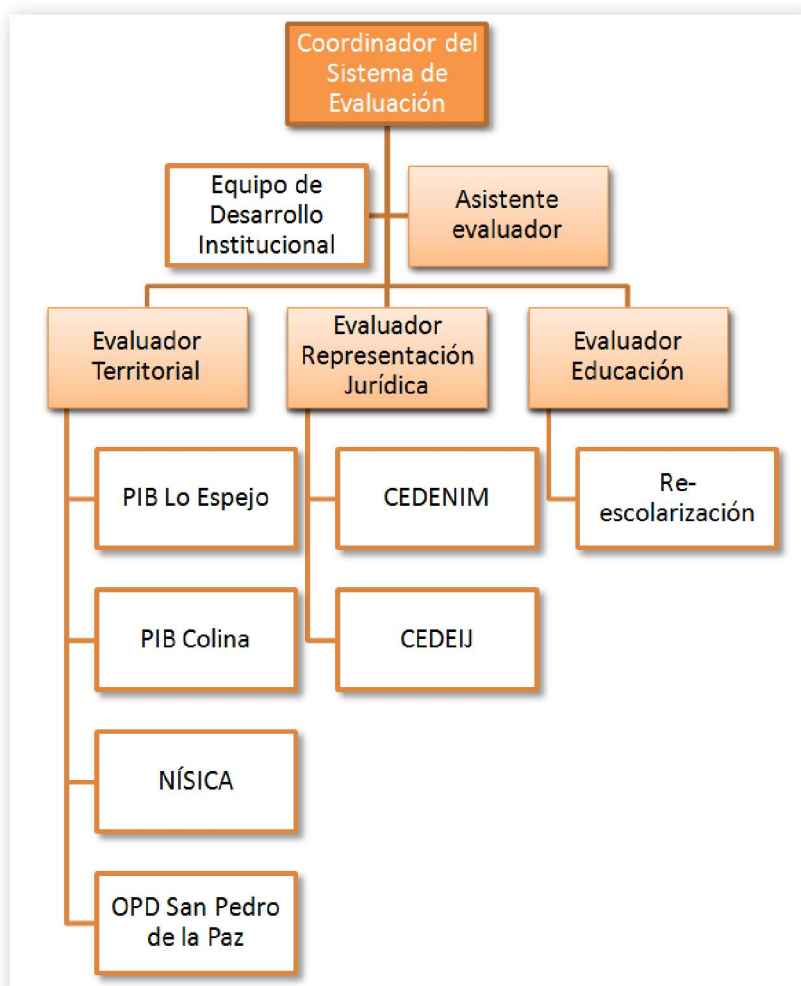 Coordinador del
Sistema de
Evaluación
Equipo de
Desarrollo
Institucional
Asistente
evaluador
Evaluador
Territorial
Evaluador
Representación
Jurídica
Evaluador
Educación
PIB Lo Espejo
PIB Colina
NÍSICA
OPD San Pedro
de la Paz
CEDENIM
CEDEIJ
Re-
escolarización